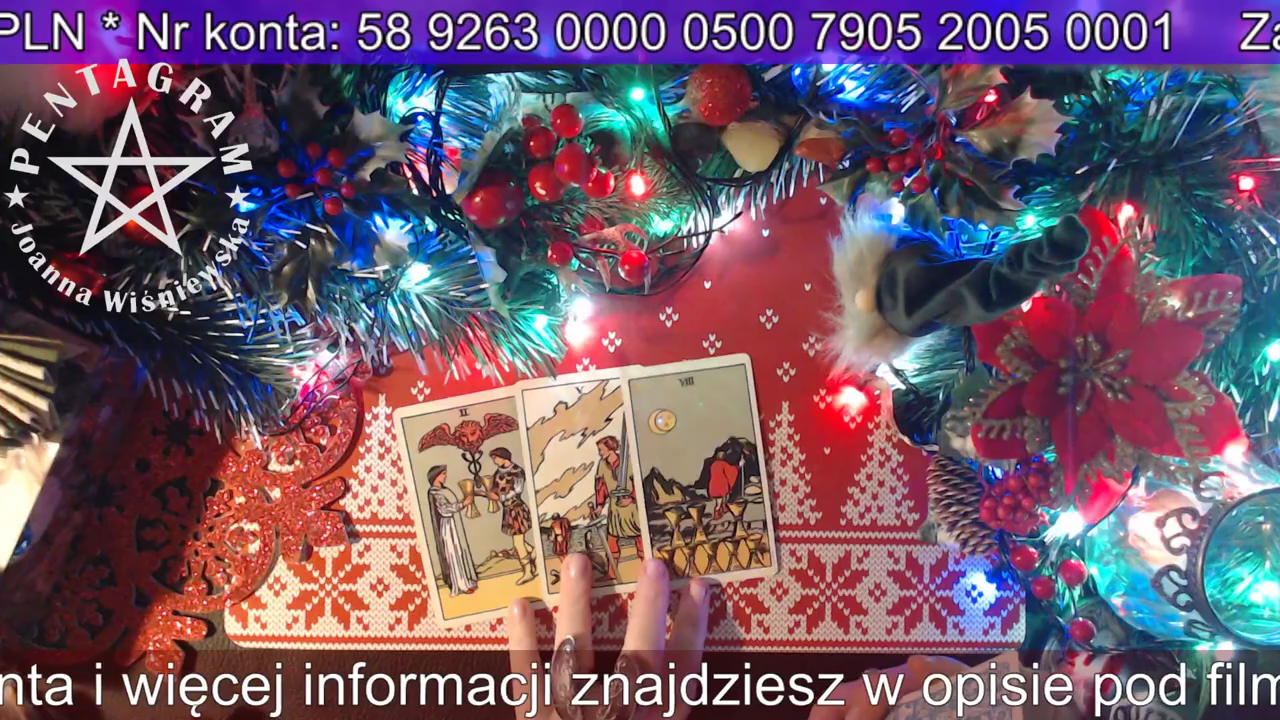 PLN * Nr konta: 58 9263 0000 0500 7905 2005 0001 Za
PENTAGRAM
★ Joanna Wiśniewska ★
II
V
VIII
nta i więcej informacji znajdziesz w opisie pod film